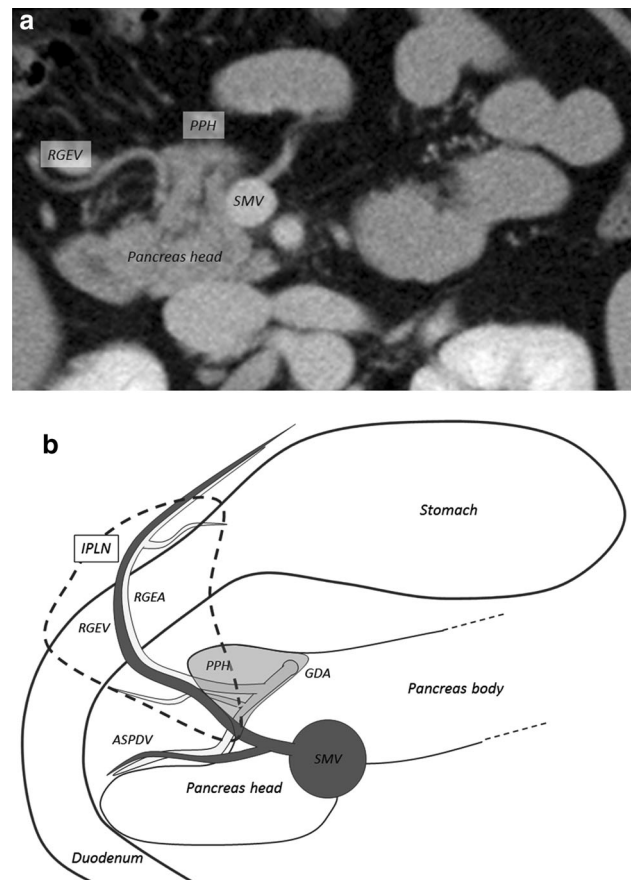 a
PPH
RGEV
SMV
Pancreas head
b
Stomach
IPLN
RGEA
RGEV
PPH
GDA
Pancreas body
ASPDV
SMV
Pancreas head
Duodenum